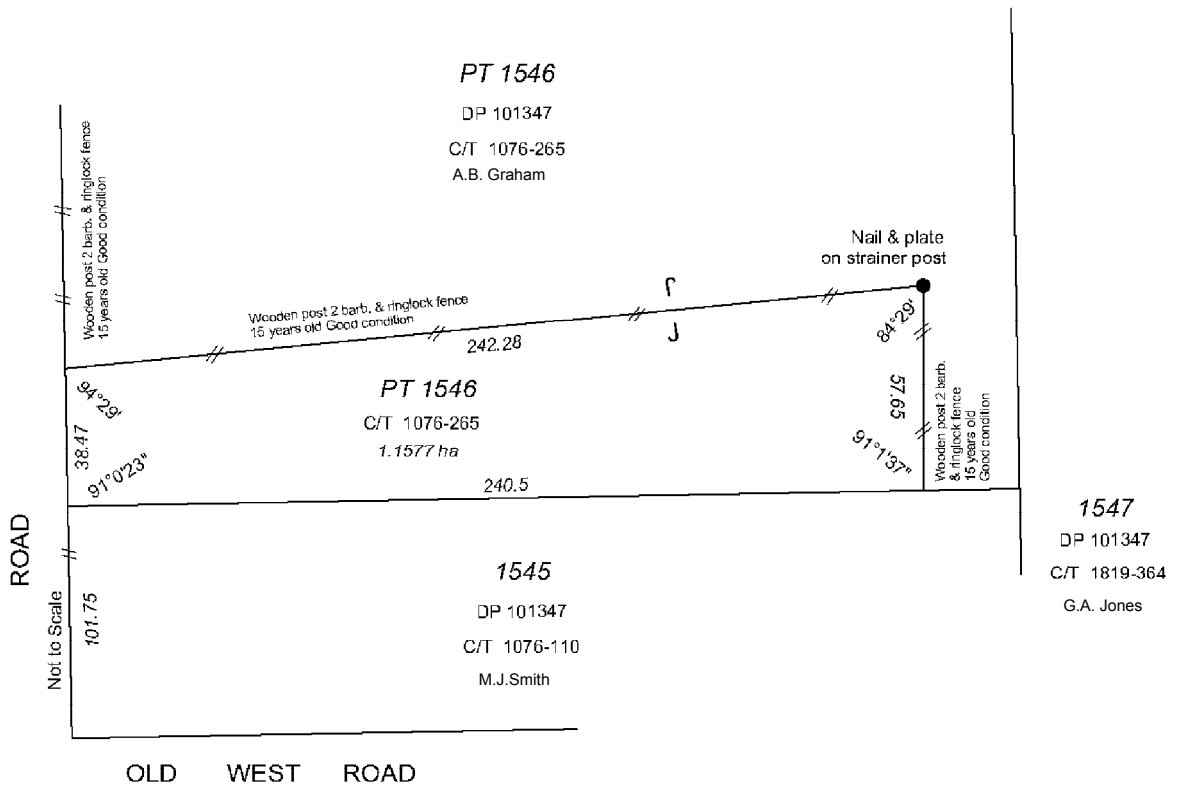 PT 1546
DP 101347
C/T 1076-265
A.B. Graham
Wooden post 2 barb. & ringlock fence
15 years old Good condition
Nail & plate
on strainer post
Wooden post 2 barb. & ringlock fence
15 years old Good condition
242.28
84°29'
94°29'
PT 1546
C/T 1076-265
1.1577 ha
38.47
91°0'23"
57.65
91°1'37"
Wooden post 2 barb.
& ringlock fence
15 years old
Good condition
240.5
1547
DP 101347
C/T 1819-364
G.A. Jones
ROAD
Not to Scale
101.75
1545
DP 101347
C/T 1076-110
M.J.Smith
OLD WEST ROAD